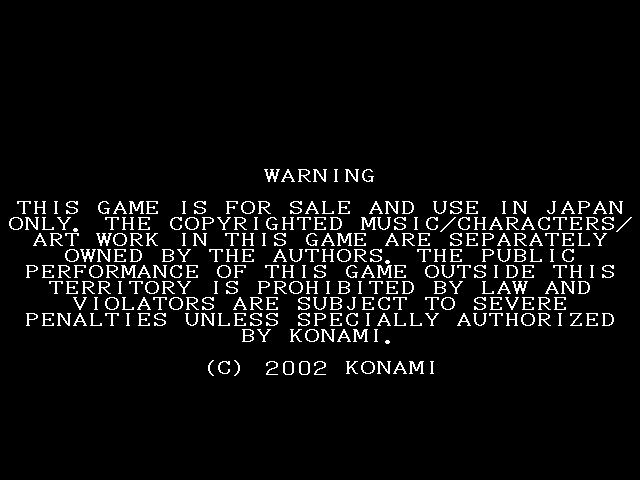 WARNING
THIS GAME IS FOR SALE AND USE IN JAPAN
ONLY. THE COPYRIGHTED MUSIC/CHARACTERS/
ART WORK IN THIS GAME ARE SEPARATELY
OWNED BY THE AUTHORS. THE PUBLIC
PERFORMANCE OF THIS GAME OUTSIDE THIS
TERRITORY IS PROHIBITED BY LAW AND
VIOLATORS ARE SUBJECT TO SEVERE
PENALTIES UNLESS SPECIALLY AUTHORIZED
BY KONAMI.
(C) 2002 KONAMI